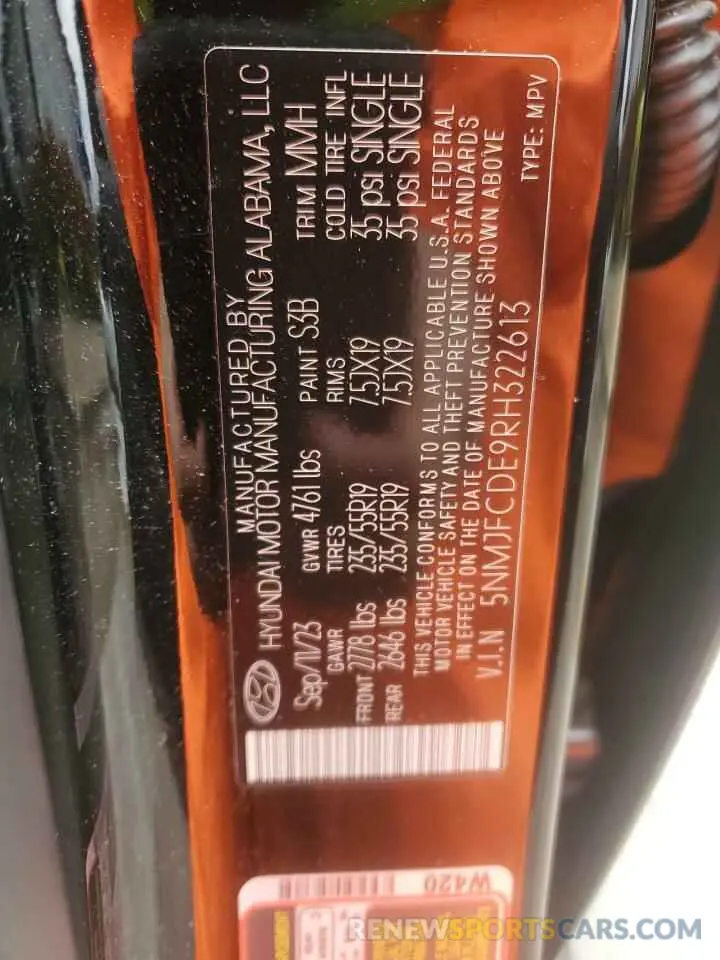 MANUFACTURED BY
HYUNDAI MOTOR MANUFACTURING ALABAMA, LLC
Sep/11/23 GVWR 4761 lbs PAINT S3B TRIM MMH
GAWR TIRES RIMS COLD TIRE INFL
FRONT 2778 lbs 235/55R19 7.5JX19 35 psi SINGLE
REAR 2646 lbs 235/55R19 7.5JX19 35 psi SINGLE
THIS VEHICLE CONFORMS TO ALL APPLICABLE U.S.A. FEDERAL
MOTOR VEHICLE SAFETY AND THEFT PREVENTION STANDARDS
IN EFFECT ON THE DATE OF MANUFACTURE SHOWN ABOVE
V.I.N 5NMJFCDE9RH322613 TYPE: MPV
W420
RENEWSPORTSCARS.COM